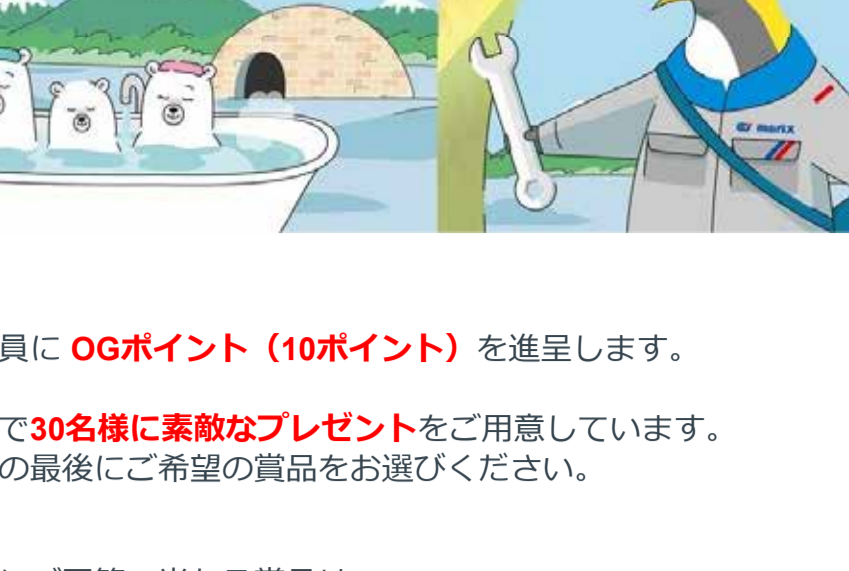 marix
員に OGポイント（10ポイント）を進呈します。
で30名様に素敵なプレゼントをご用意しています。
の最後にご希望の賞品をお選びください。